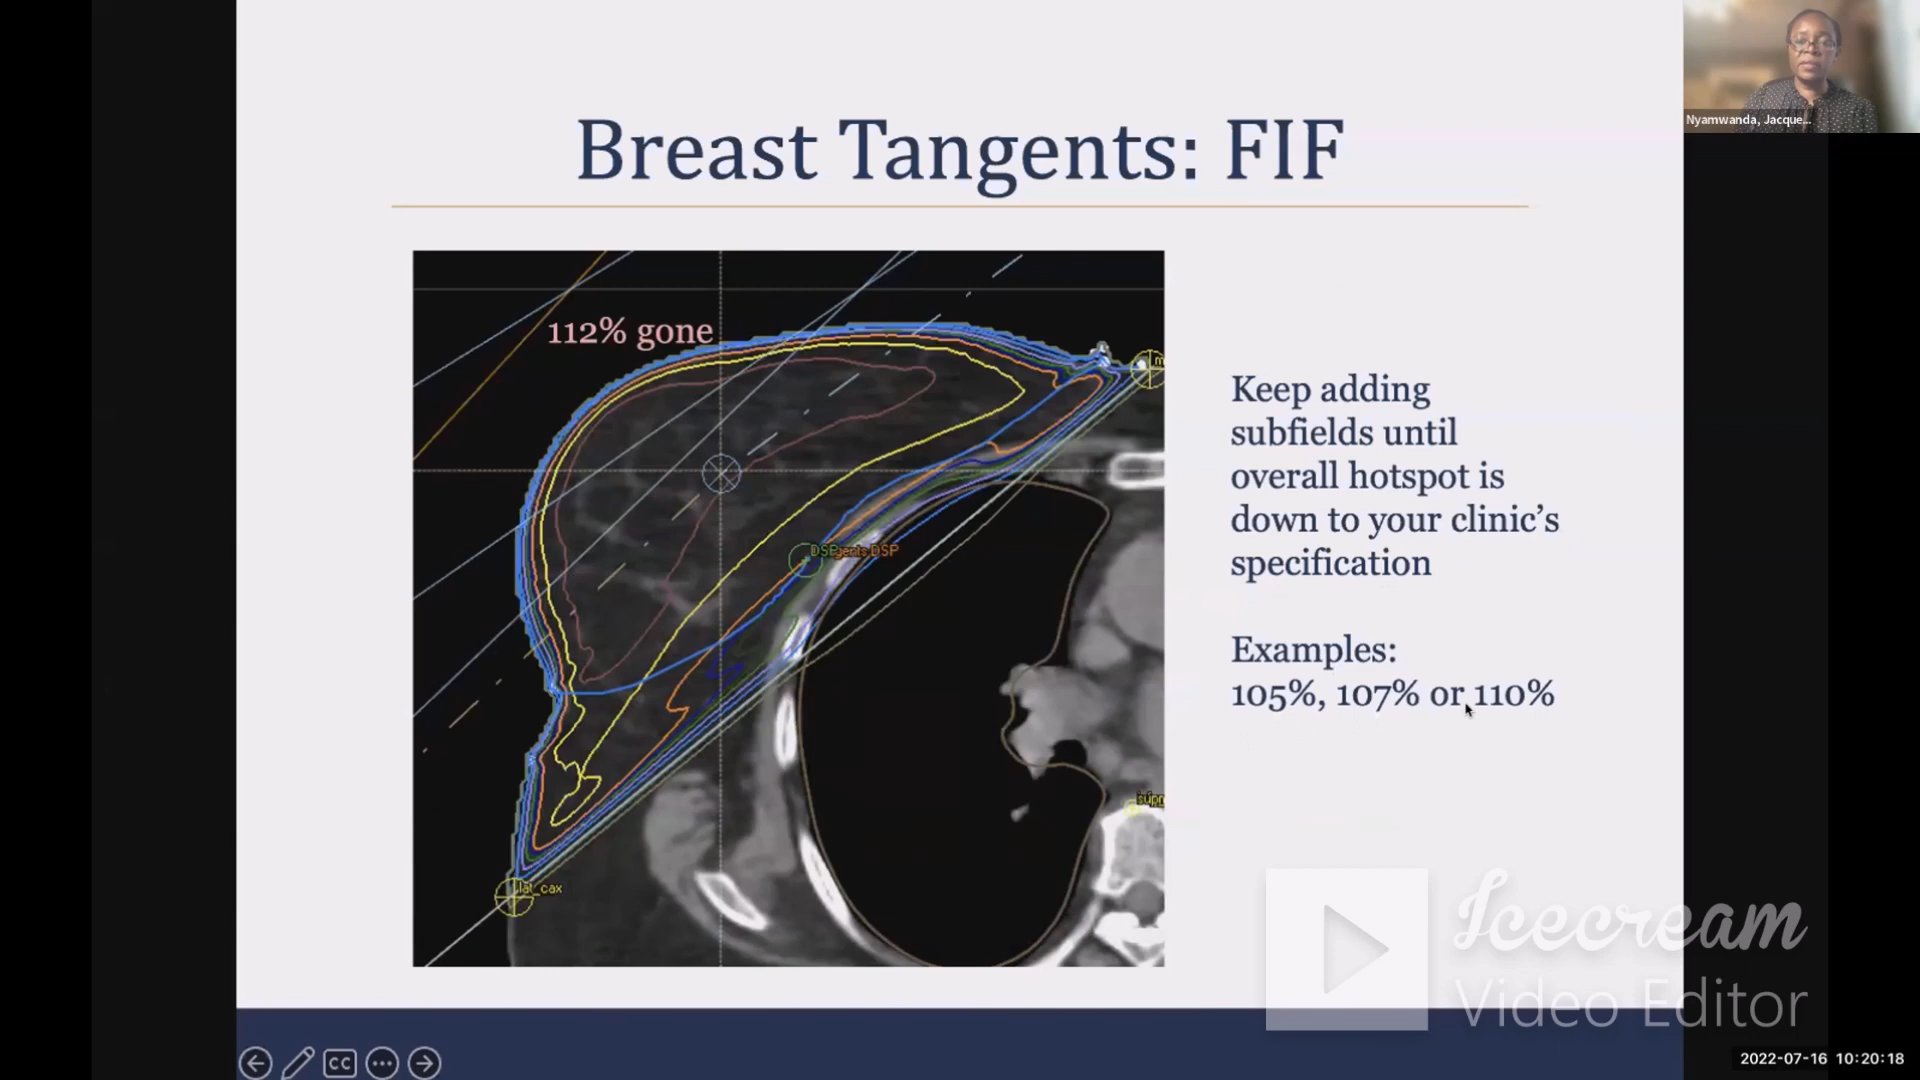 Nyamwanda, Jacque...
Breast Tangents: FIF
112% gone
Keep adding
subfields until
overall hotspot is
down to your clinic's
specification
Examples:
105%, 107% or 110%
DSP
lat_cax
CC
Icecream
Video Editor
2022-07-16 10:20:18